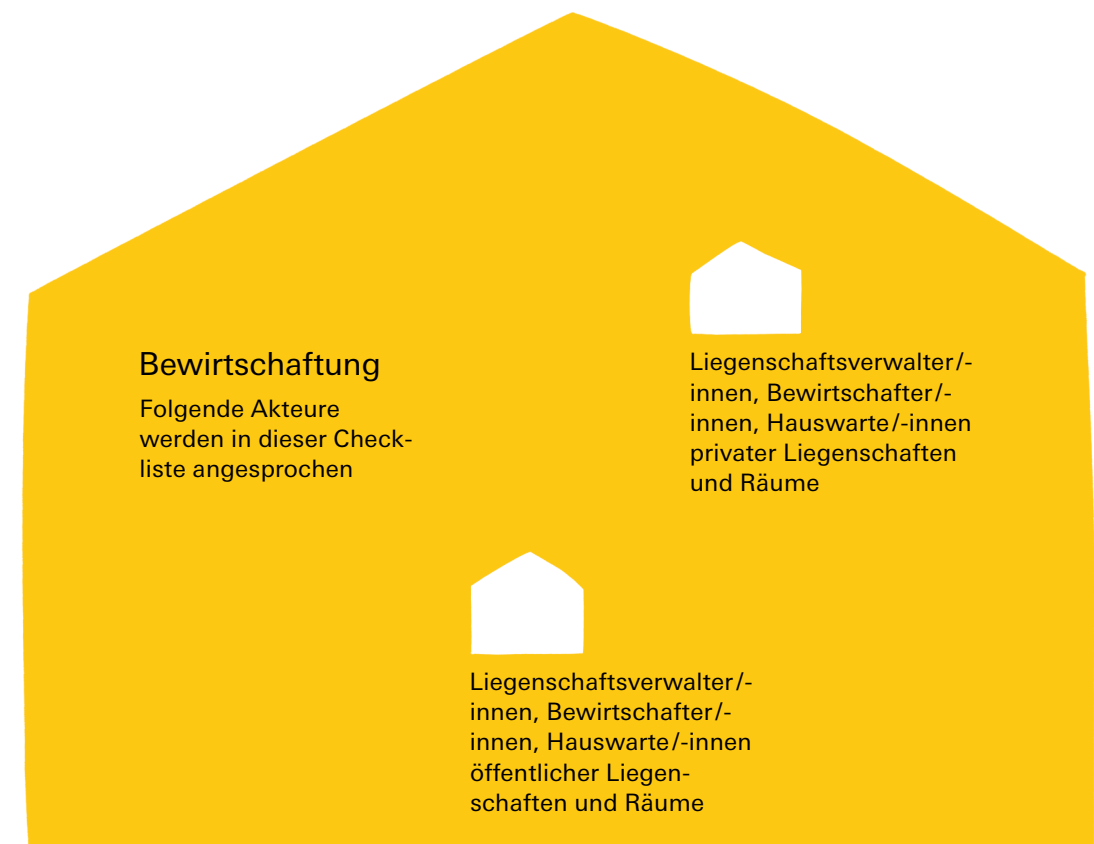 Bewirtschaftung
Folgende Akteure
werden in dieser Check-
liste angesprochen
Liegenschaftsverwalter/-
innen, Bewirtschafter/-
innen, Hauswarte/-innen
privater Liegenschaften
und Räume
Liegenschaftsverwalter/-
innen, Bewirtschafter/-
innen, Hauswarte/-innen
öffentlicher Liegen-
schaften und Räume